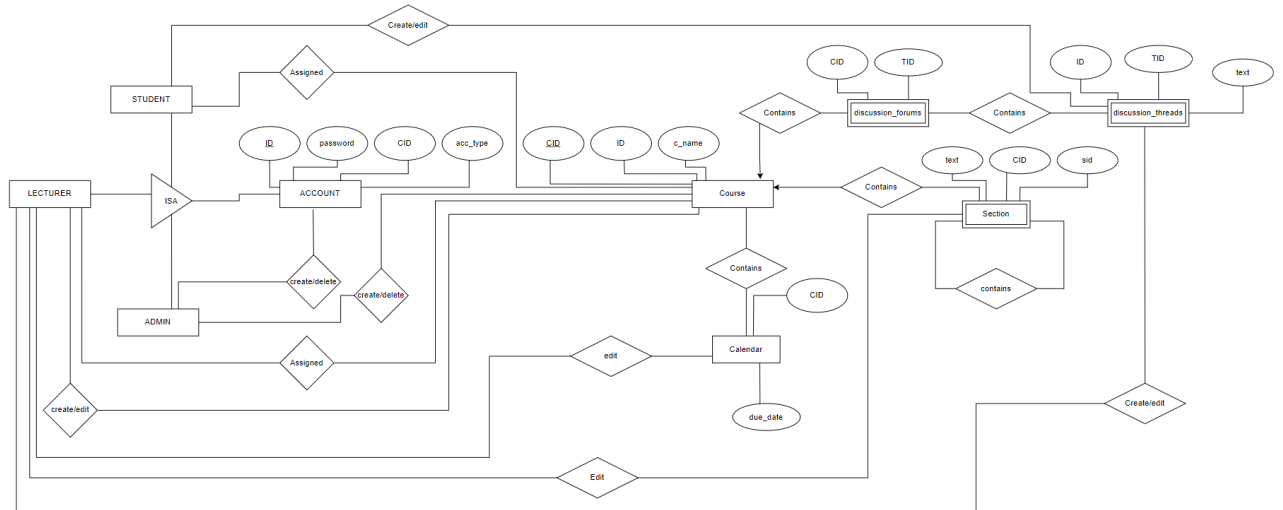 Create/edit
CID
TID
ID
TID
text
Assigned
STUDENT
Contains
discussion_forums
Contains
discussion_threads
ID
password
CID
acc_type
CID
ID
c_name
text
CID
sid
LECTURER
ISA
ACCOUNT
Course
Contains
Section
create/delete
create/delete
Contains
contains
CID
ADMIN
Assigned
edit
Calendar
create/edit
due_date
Create/edit
Edit